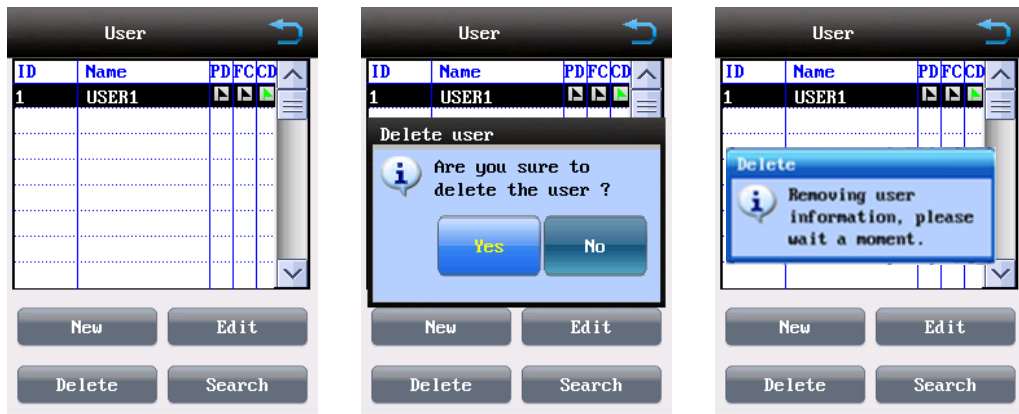 User
ID Name PD FC CD
1 USER1
New Edit
Delete Search
User
ID Name PD FC CD
1 USER1
Delete user
Are you sure to
delete the user ?
Yes No
New Edit
Delete Search
User
ID Name PD FC CD
1 USER1
Delete
Removing user
information, please
wait a moment.
New Edit
Delete Search